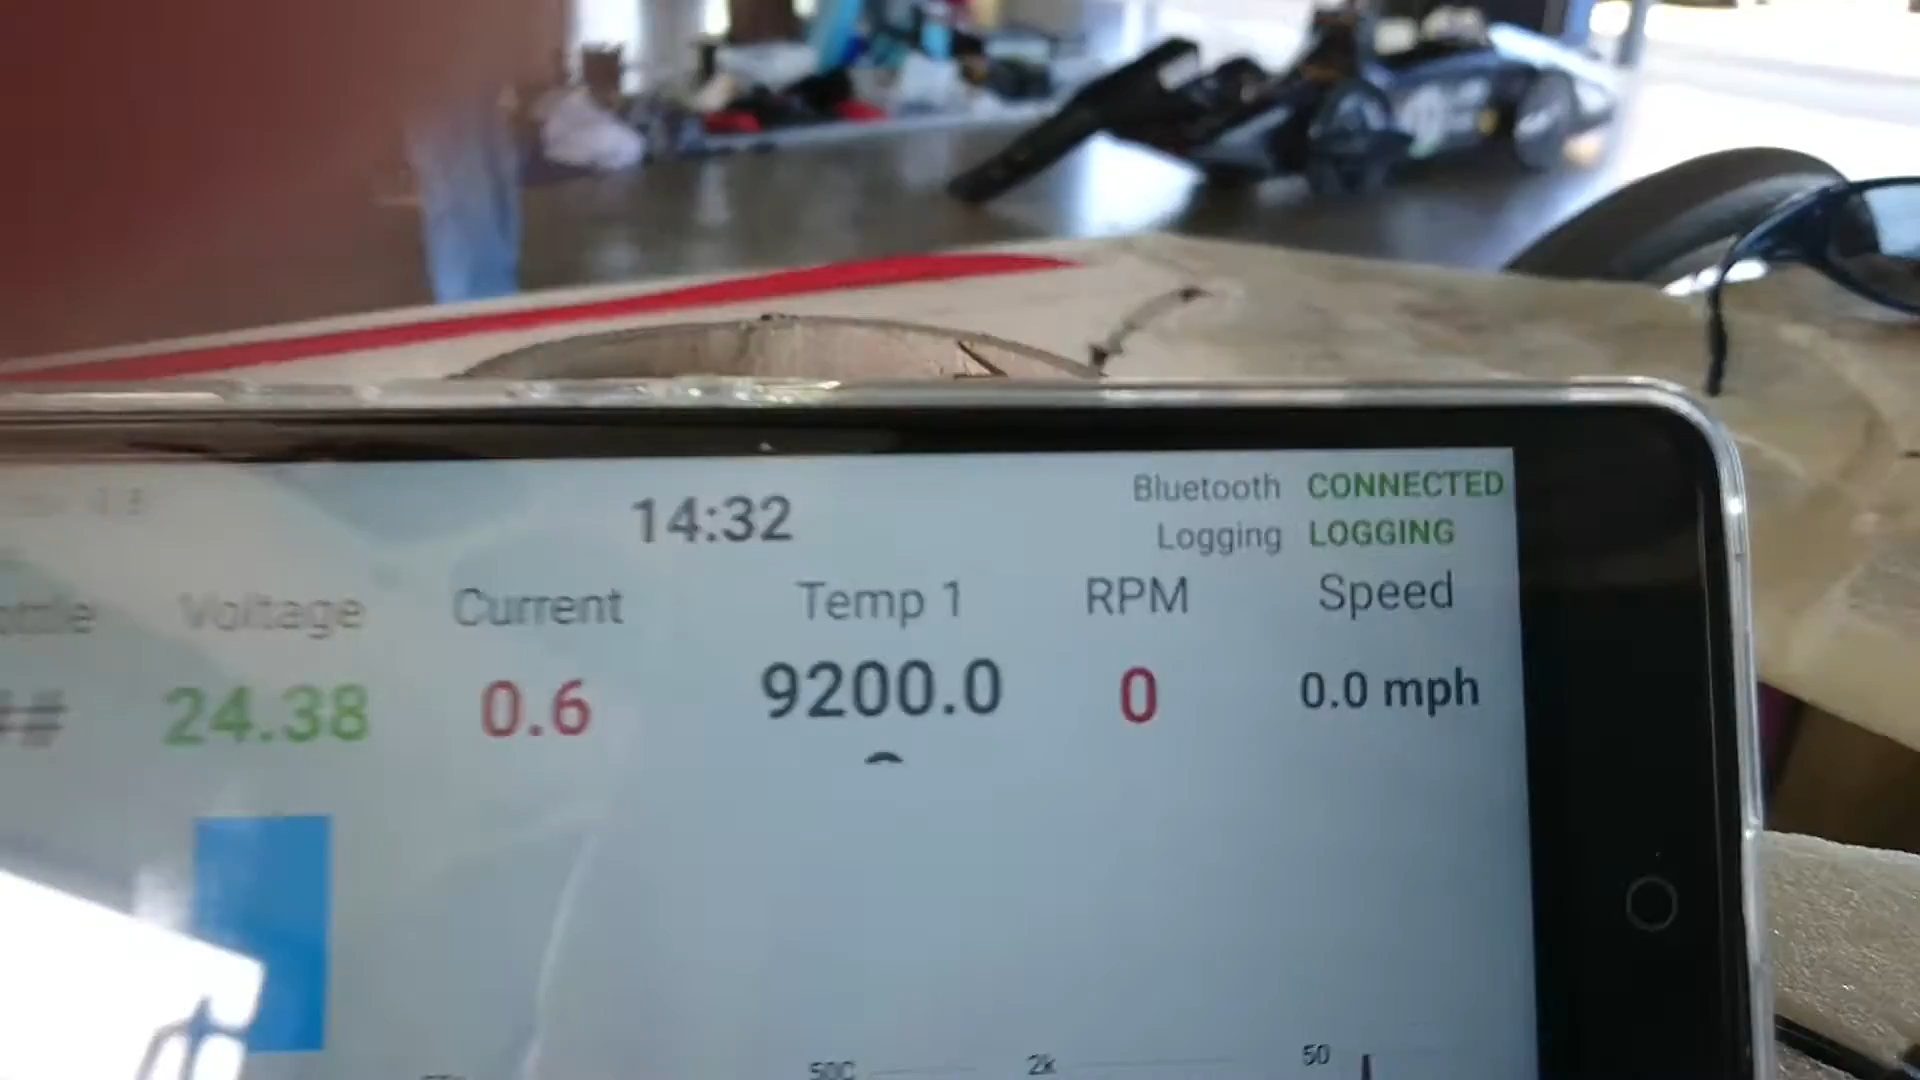 14:32
Bluetooth CONNECTED
Logging LOGGING
Voltage Current Temp 1 RPM Speed
24.38 0.6 9200.0 0 0.0 mph
50C 2k 50